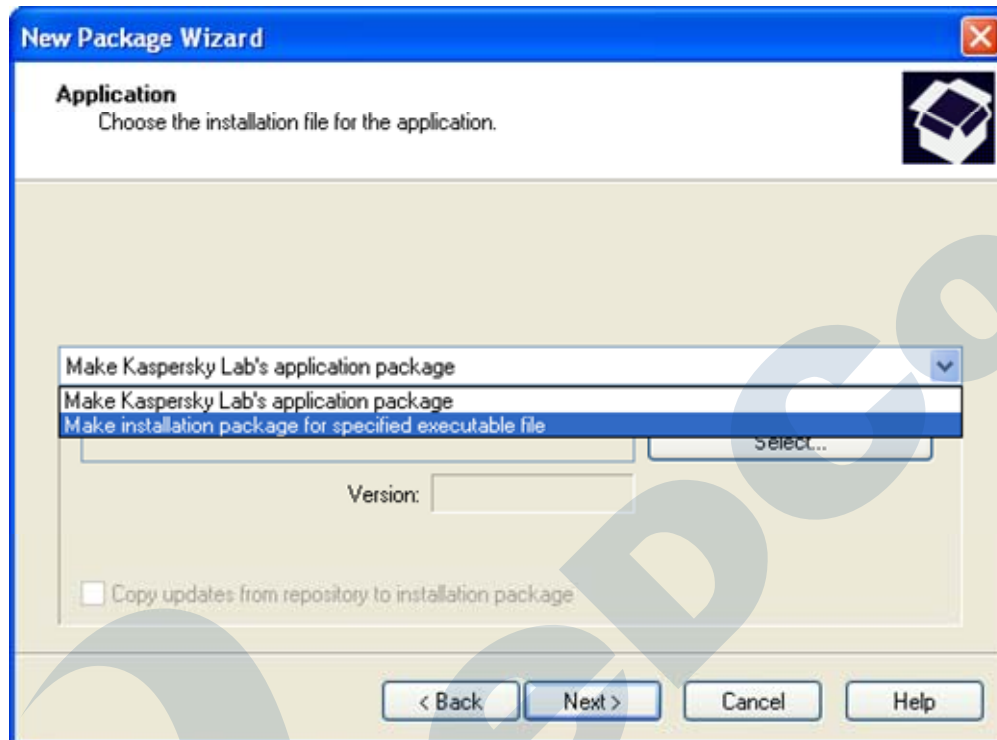 New Package Wizard
Application
Choose the installation file for the application.
Make Kaspersky Lab's application package
Make Kaspersky Lab's application package
Make installation package for specified executable file
Select...
Version:
Copy updates from repository to installation package
< Back
Next >
Cancel
Help